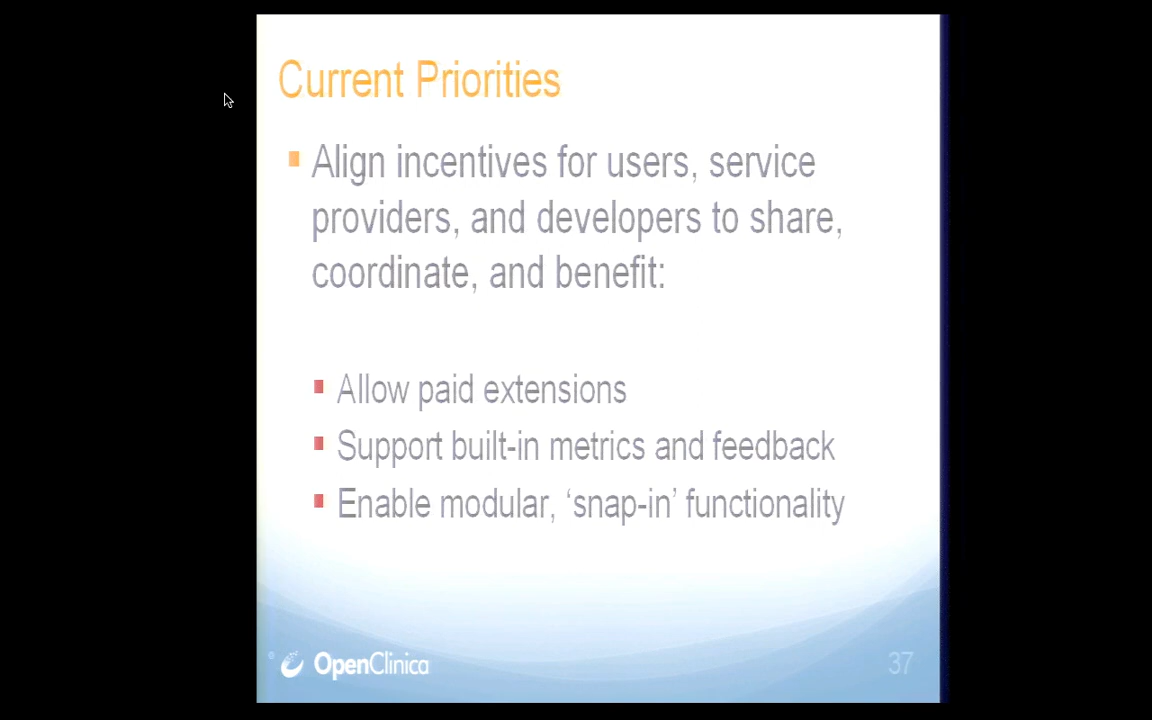 Current Priorities
Align incentives for users, service
providers, and developers to share,
coordinate, and benefit:
Allow paid extensions
Support built-in metrics and feedback
Enable modular, ‘snap-in’ functionality
OpenClinica
37